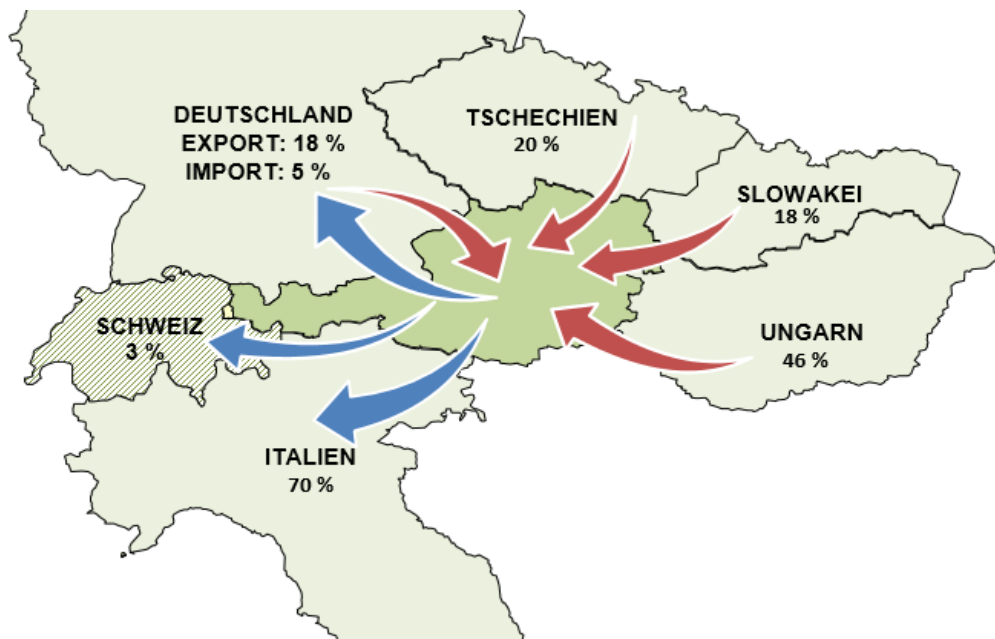 DEUTSCHLAND
EXPORT: 18 %
IMPORT: 5 %
TSCHECHIEN
20 %
SLOWAKEI
18 %
SCHWEIZ
3 %
UNGARN
46 %
ITALIEN
70 %